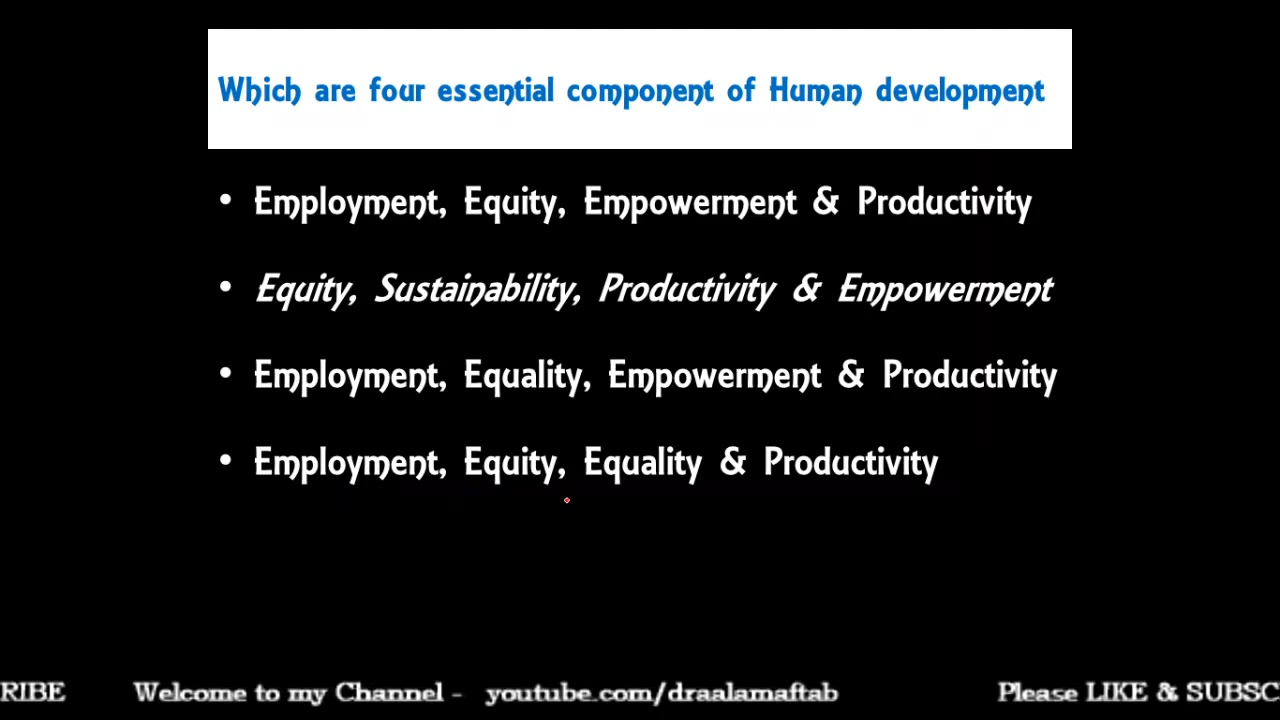 Which are four essential component of Human development
• Employment, Equity, Empowerment & Productivity
• Equity, Sustainability, Productivity & Empowerment
• Employment, Equality, Empowerment & Productivity
• Employment, Equity, Equality & Productivity
RIBE Welcome to my Channel - youtube.com/draalamaftab Please LIKE & SUBSC